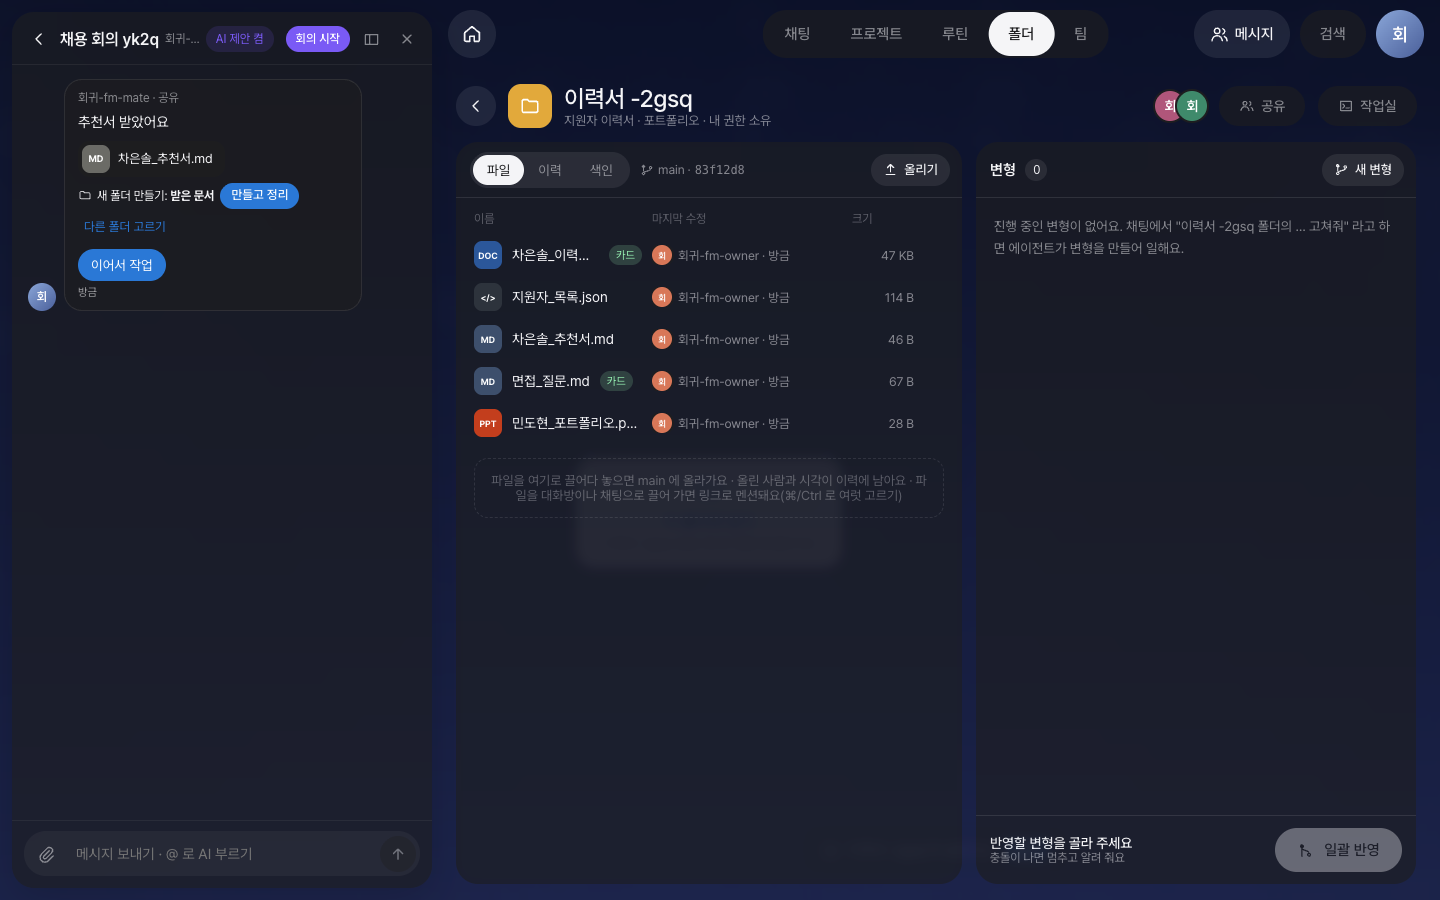 채용 회의 yk2q 회귀-... AI 제안 켬 회의 시작
회귀-fm-mate · 공유
추천서 받았어요
MD 차은솔_추천서.md
새 폴더 만들기: 받은 문서 만들고 정리
다른 폴더 고르기
이어서 작업
방금
회
메시지 보내기 · @ 로 AI 부르기
채팅 프로젝트 루틴 폴더 팀
메시지 검색 회
이력서 -2gsq
지원자 이력서 · 포트폴리오 · 내 권한 소유
회 회 공유 작업실
파일 이력 색인 main · 83f12d8 올리기
이름 마지막 수정 크기
DOC 차은솔_이력... 카드 회 회귀-fm-owner · 방금 47 KB
</> 지원자_목록.json 회 회귀-fm-owner · 방금 114 B
MD 차은솔_추천서.md 회 회귀-fm-owner · 방금 46 B
MD 면접_질문.md 카드 회 회귀-fm-owner · 방금 67 B
PPT 민도현_포트폴리오.p... 회 회귀-fm-owner · 방금 28 B
파일을 여기로 끌어다 놓으면 main 에 올라가요 · 올린 사람과 시각이 이력에 남아요 · 파
일을 대화방이나 채팅으로 끌어 가면 링크로 멘션돼요(⌘/Ctrl 로 여럿 고르기)
변형 0 새 변형
진행 중인 변형이 없어요. 채팅에서 "이력서 -2gsq 폴더의 ... 고쳐줘" 라고 하
면 에이전트가 변형을 만들어 일해요.
반영할 변형을 골라 주세요
충돌이 나면 멈추고 알려 줘요
일괄 반영